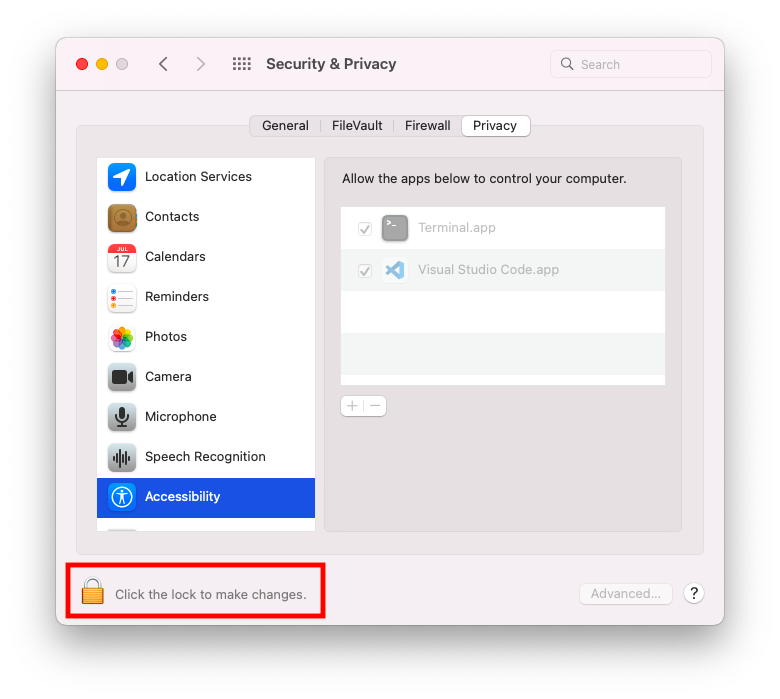 Security & Privacy
Search
General
FileVault
Firewall
Privacy
Location Services
Contacts
JUL
17
Calendars
Reminders
Photos
Camera
Microphone
Speech Recognition
Accessibility
Allow the apps below to control your computer.
>_
Terminal.app
Visual Studio Code.app
+ −
Click the lock to make changes.
Advanced...
?